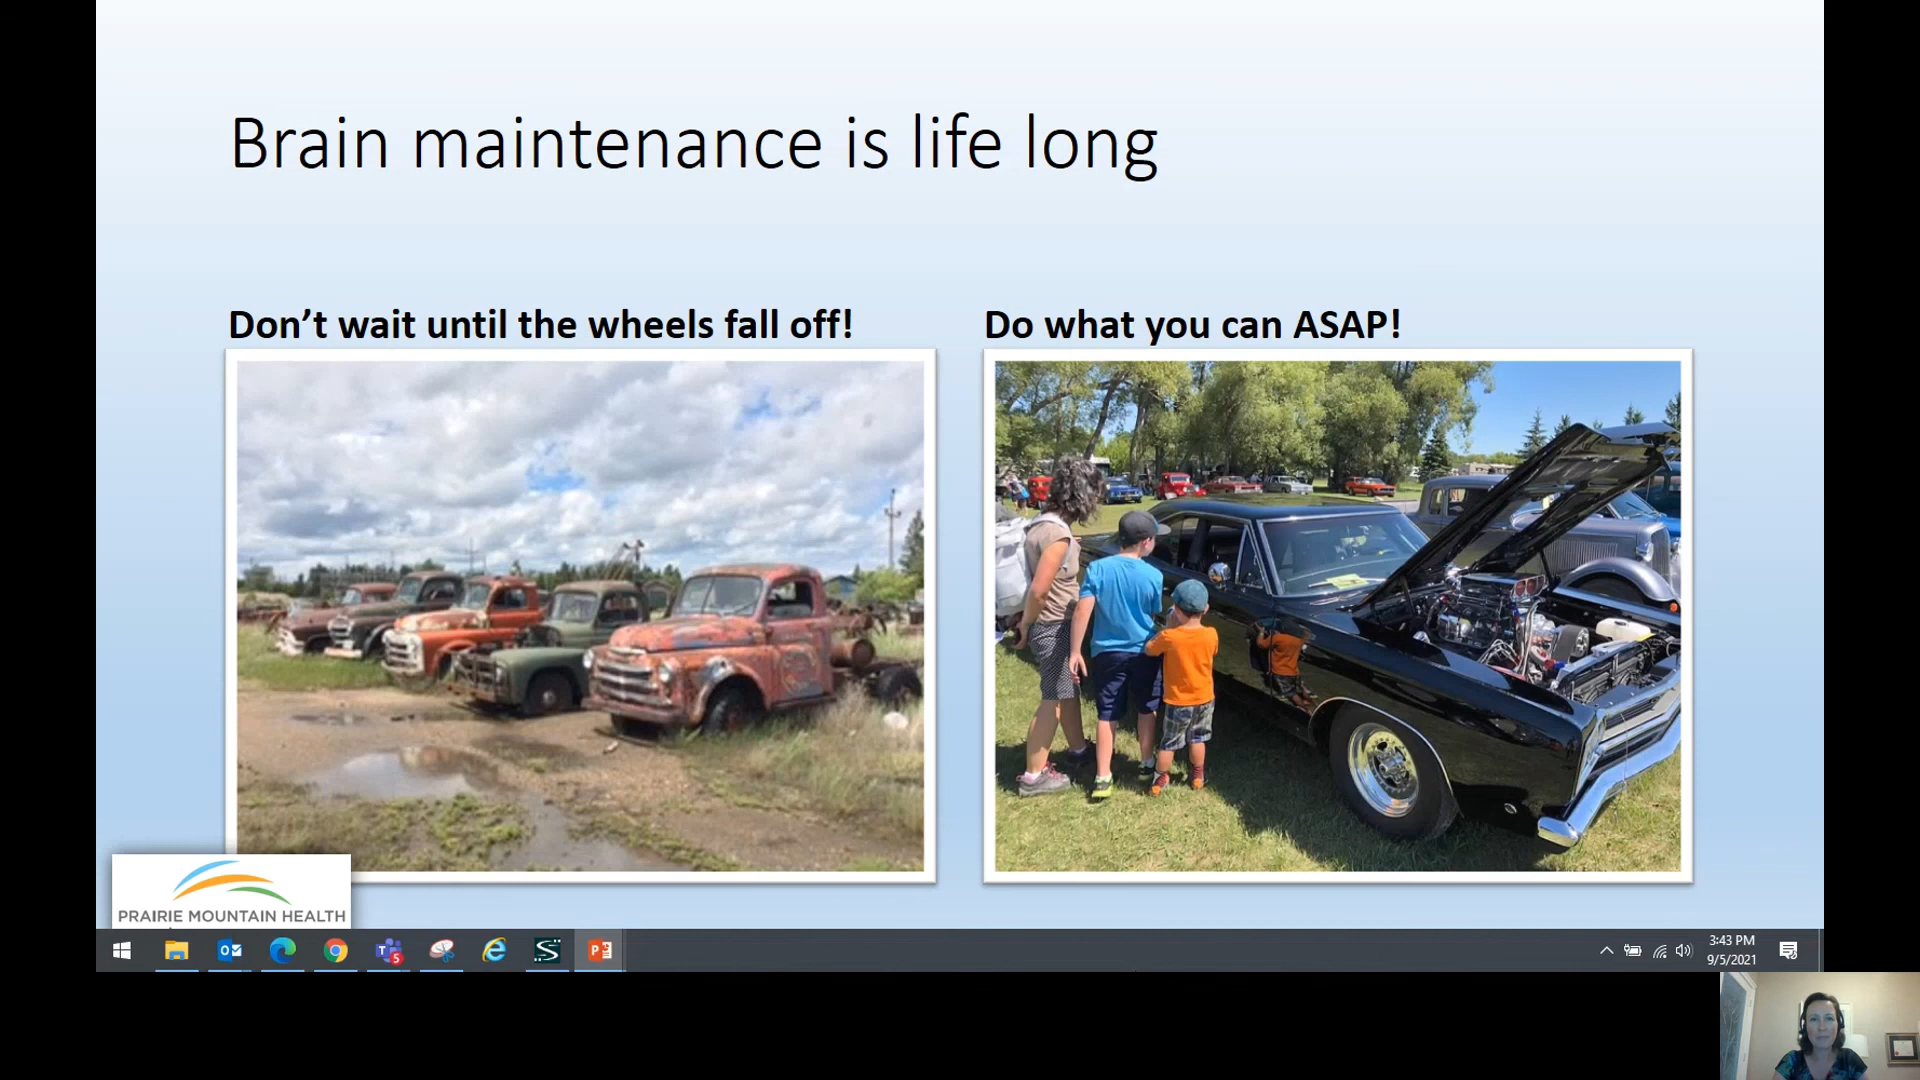 Brain maintenance is life long
Don’t wait until the wheels fall off!
Do what you can ASAP!
PRAIRIE MOUNTAIN HEALTH
3:43 PM
9/5/2021
5